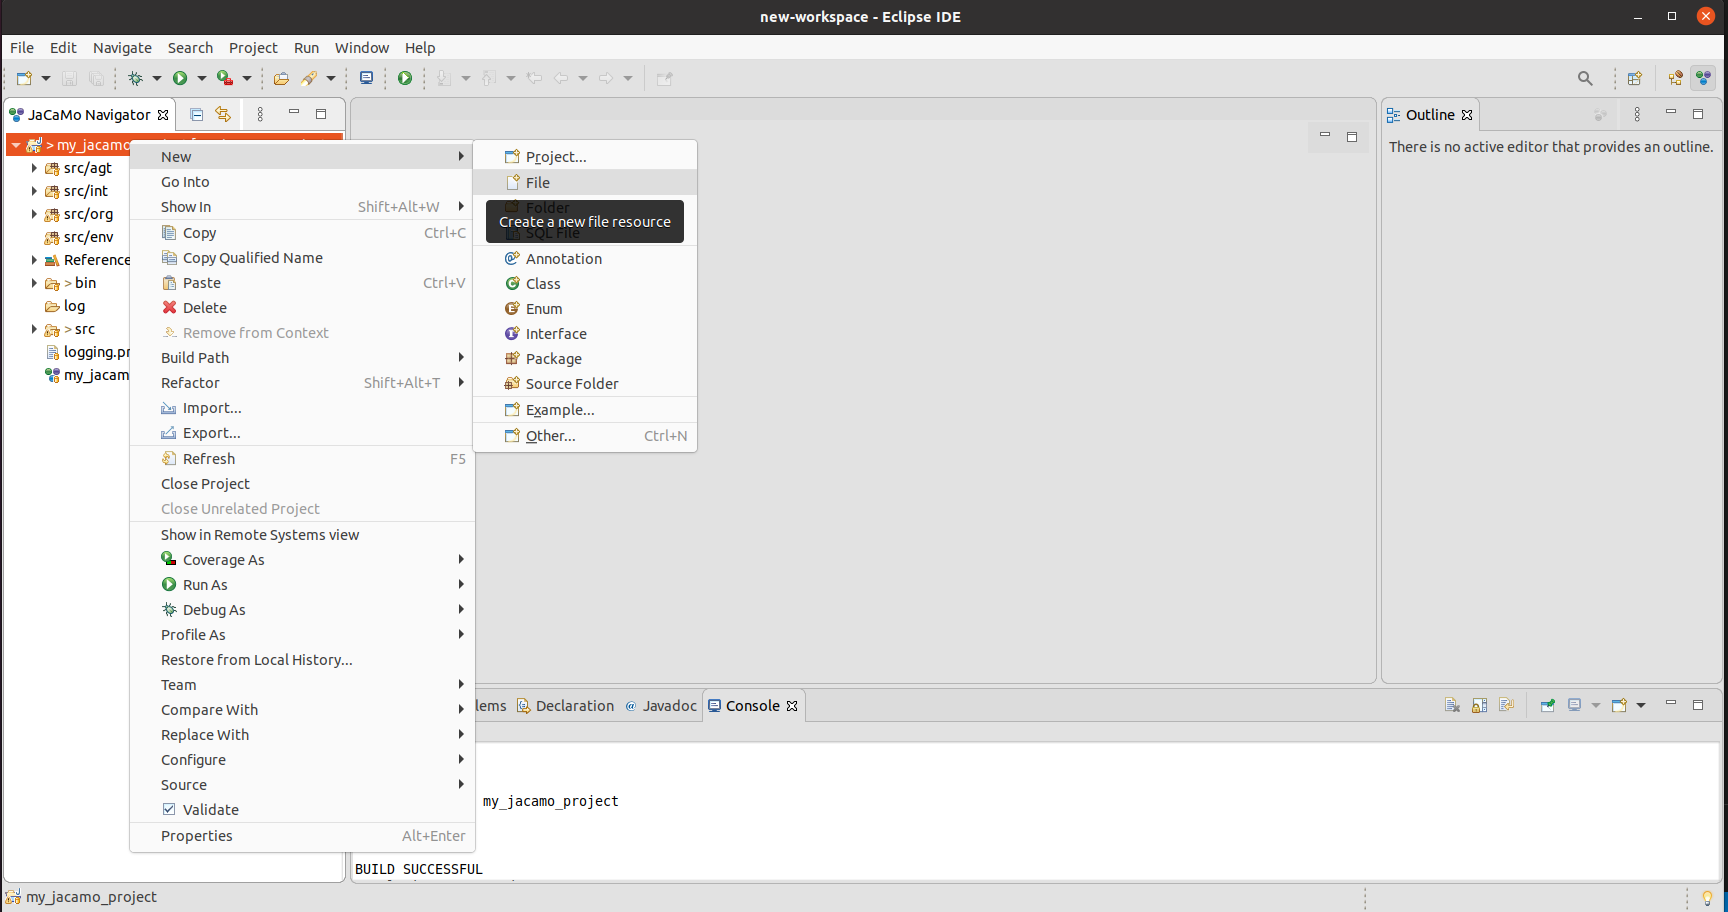 new-workspace - Eclipse IDE
File Edit Navigate Search Project Run Window Help
JaCaMo Navigator
Outline
There is no active editor that provides an outline.
> my_jacamo
src/agt
src/int
src/org
src/env
Reference
> bin
log
> src
logging.pr
my_jacam
New
Go Into
Show In Shift+Alt+W
Copy Ctrl+C
Copy Qualified Name
Paste Ctrl+V
Delete
Remove from Context
Build Path
Refactor Shift+Alt+T
Import...
Export...
Refresh F5
Close Project
Close Unrelated Project
Show in Remote Systems view
Coverage As
Run As
Debug As
Profile As
Restore from Local History...
Team
Compare With
Replace With
Configure
Source
Validate
Properties Alt+Enter
Project...
File
Folder
Create a new file resource
SQL File
Annotation
Class
Enum
Interface
Package
Source Folder
Example...
Other... Ctrl+N
lems @ Declaration @ Javadoc Console
my_jacamo_project
BUILD SUCCESSFUL
my_jacamo_project